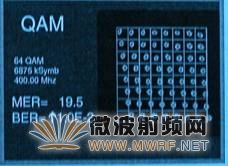 QAM
64 QAM
6875 kSymb
400.00 Mhz
MER= 19.5
微波射频网
WWW.MWRF.NET